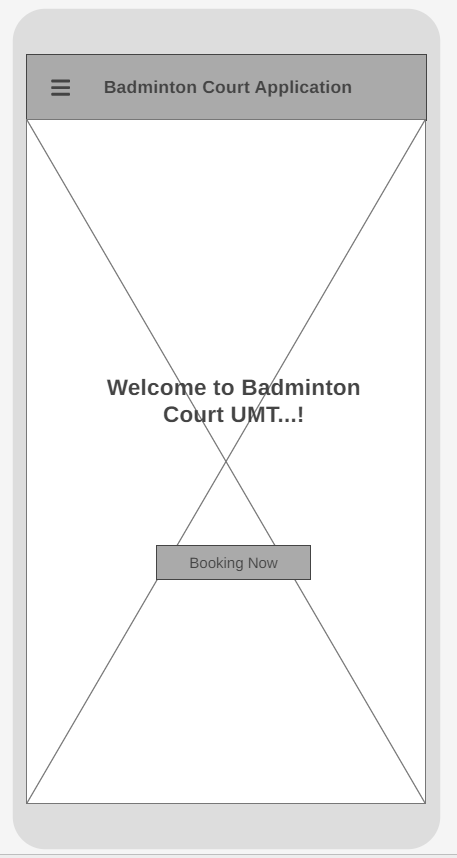 Badminton Court Application
Welcome to Badminton
Court UMT...!
Booking Now